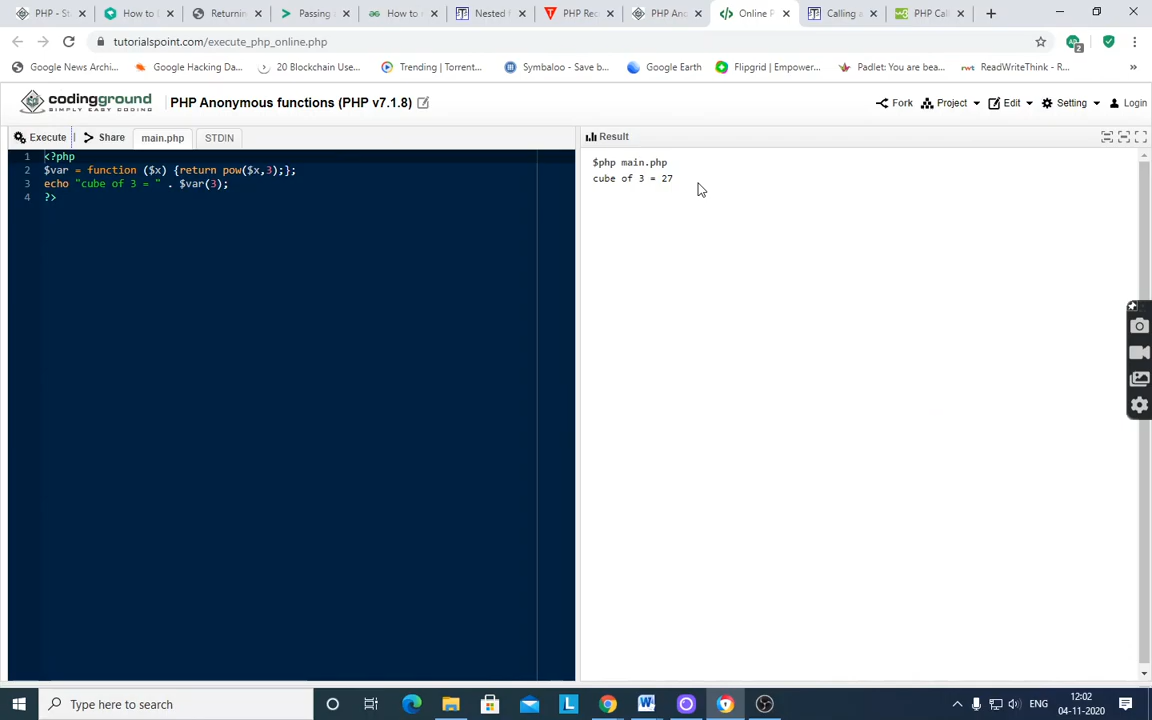 PHP - St
How to L
Returnin
Passing a
How to r
Nested f
PHP Rec
PHP Ano
Online P
Calling a
PHP Call
tutorialspoint.com/execute_php_online.php
2
Google News Archi...
Google Hacking Da...
20 Blockchain Use...
Trending | Torrent...
Symbaloo - Save b...
Google Earth
Flipgrid | Empower...
Padlet: You are bea...
rwt ReadWriteThink - R...
codingground
SIMPLY EASY CODING
PHP Anonymous functions (PHP v7.1.8)
Fork
Project
Edit
Setting
Login
Execute
Share
main.php
STDIN
Result
1 <?php
2 $var = function ($x) {return pow($x,3);};
3 echo "cube of 3 = " . $var(3);
4 ?>
$php main.php
cube of 3 = 27
Type here to search
L
W
ENG
12:02
04-11-2020